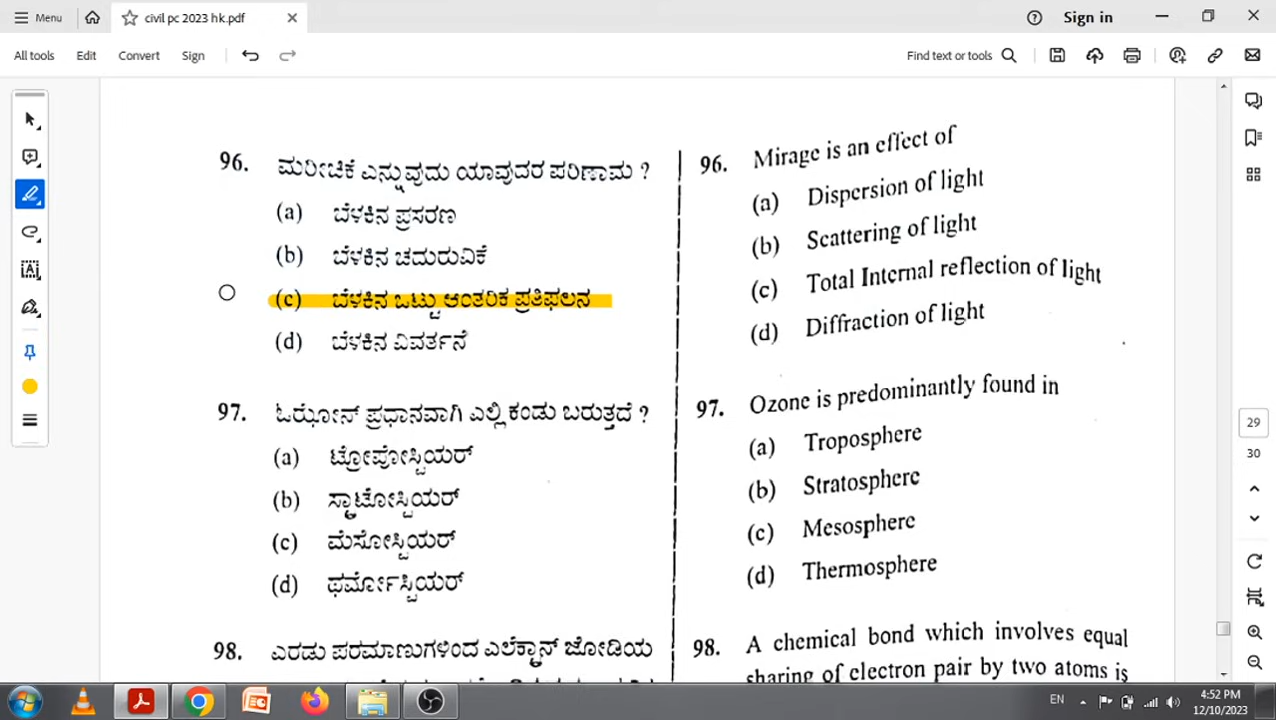 Menu
civil pc 2023 hk.pdf
Sign in
All tools
Edit
Convert
Sign
Find text or tools
96. ಮರೀಚಿಕೆ ಎನ್ನುವುದು ಯಾವುದರ ಪರಿಣಾಮ ?
(a) ಬೆಳಕಿನ ಪ್ರಸರಣ
(b) ಬೆಳಕಿನ ಚದುರುವಿಕೆ
(c) ಬೆಳಕಿನ ಒಟ್ಟು ಆಂತರಿಕ ಪ್ರತಿಫಲನ
(d) ಬೆಳಕಿನ ವಿವರ್ತನೆ
97. ಓಝೋನ್ ಪ್ರಧಾನವಾಗಿ ಎಲ್ಲಿ ಕಂಡು ಬರುತ್ತದೆ ?
(a) ಟ್ರೋಪೋಸ್ಪಿಯರ್
(b) ಸ್ಟ್ರಾಟೋಸ್ಪಿಯರ್
(c) ಮೆಸೋಸ್ಪಿಯರ್
(d) ಥರ್ಮೋಸ್ಪಿಯರ್
98. ಎರಡು ಪರಮಾಣುಗಳಿಂದ ಎಲೆಕ್ಟ್ರಾನ್ ಜೋಡಿಯ
96. Mirage is an effect of
(a) Dispersion of light
(b) Scattering of light
(c) Total Internal reflection of light
(d) Diffraction of light
97. Ozone is predominantly found in
(a) Troposphere
(b) Stratosphere
(c) Mesosphere
(d) Thermosphere
98. A chemical bond which involves equal
sharing of electron pair by two atoms is
29
30
EN
4:52 PM
12/10/2023